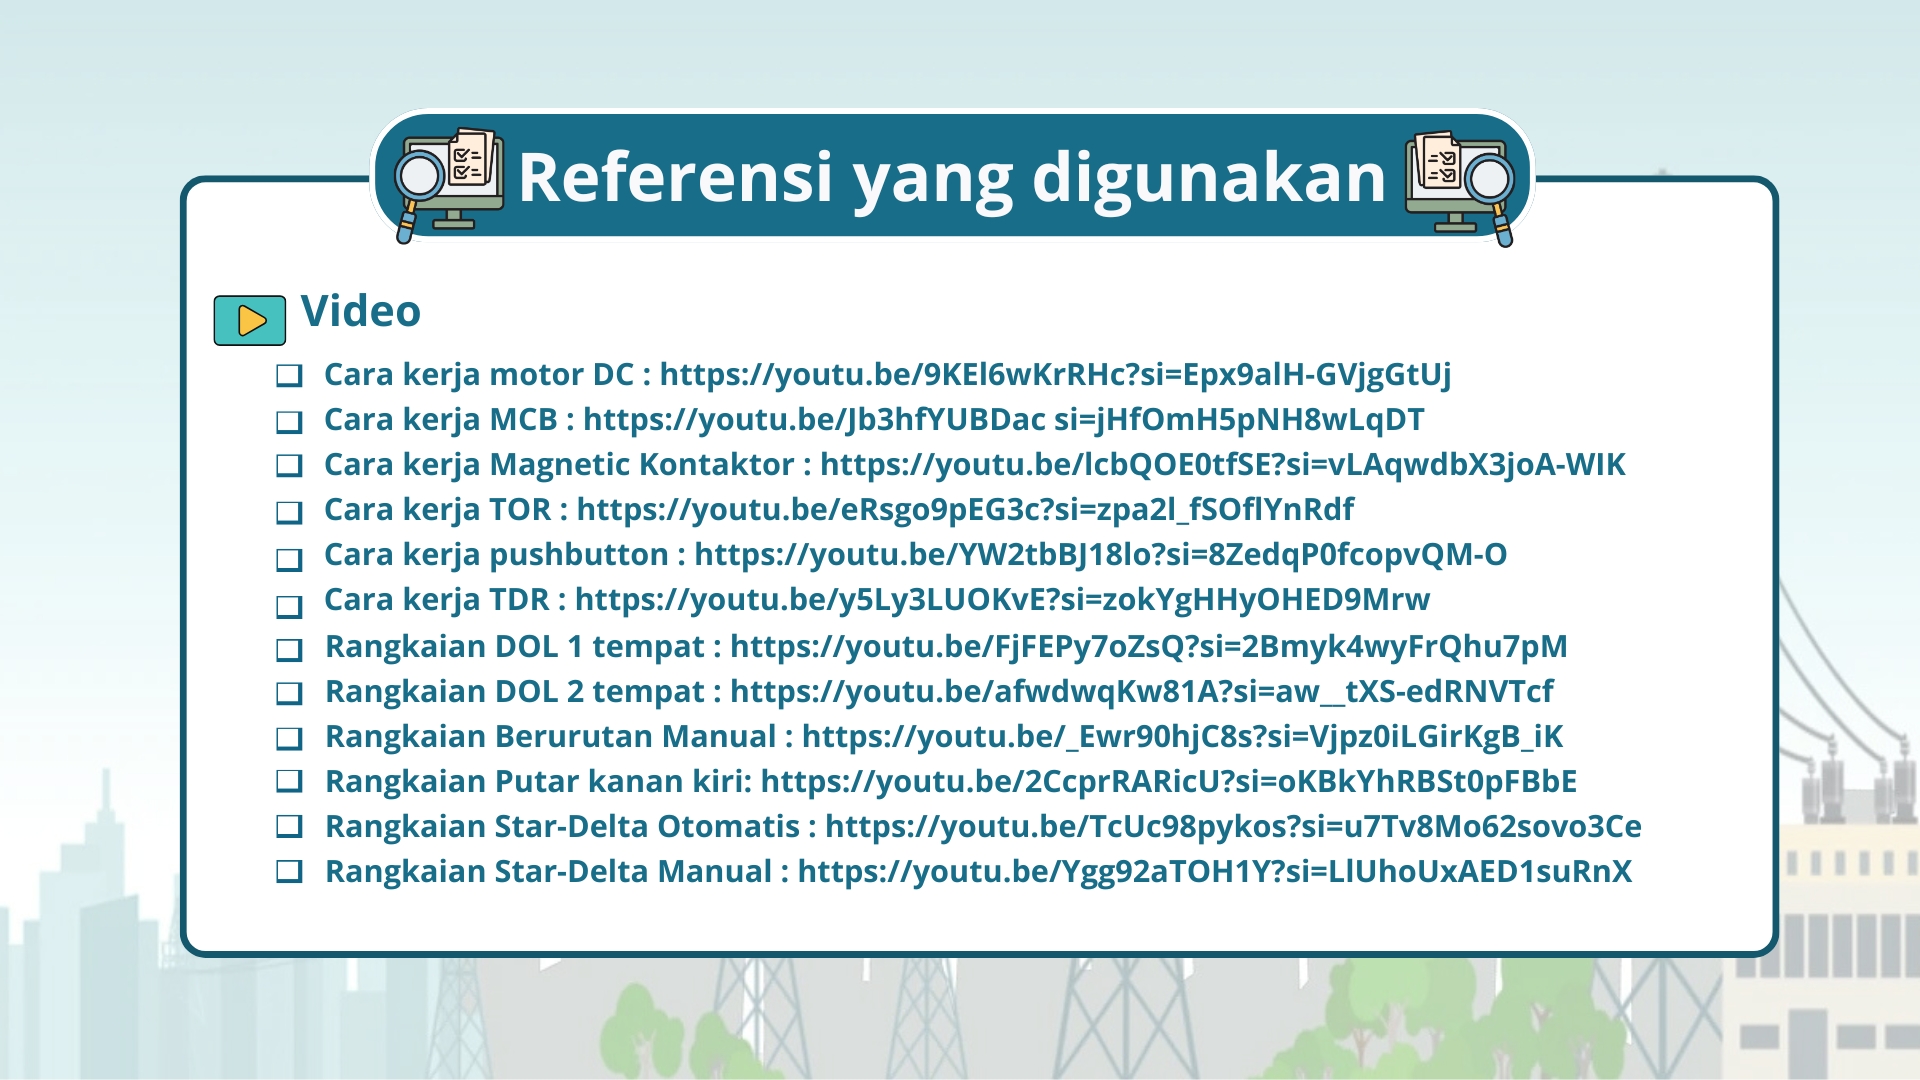 Referensi yang digunakan
Video
Cara kerja motor DC : https://youtu.be/9KEl6wKrRHc?si=Epx9alH-GVjgGtUj
Cara kerja MCB : https://youtu.be/Jb3hfYUBDac si=jHfOmH5pNH8wLqDT
Cara kerja Magnetic Kontaktor : https://youtu.be/lcbQOE0tfSE?si=vLAqwdbX3joA-WIK
Cara kerja TOR : https://youtu.be/eRsgo9pEG3c?si=zpa2l_fSOflYnRdf
Cara kerja pushbutton : https://youtu.be/YW2tbBJ18lo?si=8ZedqP0fcopvQM-O
Cara kerja TDR : https://youtu.be/y5Ly3LUOKvE?si=zokYgHHyOHED9Mrw
Rangkaian DOL 1 tempat : https://youtu.be/FjFEPy7oZsQ?si=2Bmyk4wyFrQhu7pM
Rangkaian DOL 2 tempat : https://youtu.be/afwdwqKw81A?si=aw__tXS-edRNVTcf
Rangkaian Berurutan Manual : https://youtu.be/_Ewr90hjC8s?si=Vjpz0iLGirKgB_iK
Rangkaian Putar kanan kiri: https://youtu.be/2CcprRARicU?si=oKBkYhRBSt0pFBbE
Rangkaian Star-Delta Otomatis : https://youtu.be/TcUc98pykos?si=u7Tv8Mo62sovo3Ce
Rangkaian Star-Delta Manual : https://youtu.be/Ygg92aTOH1Y?si=LlUhoUxAED1suRnX